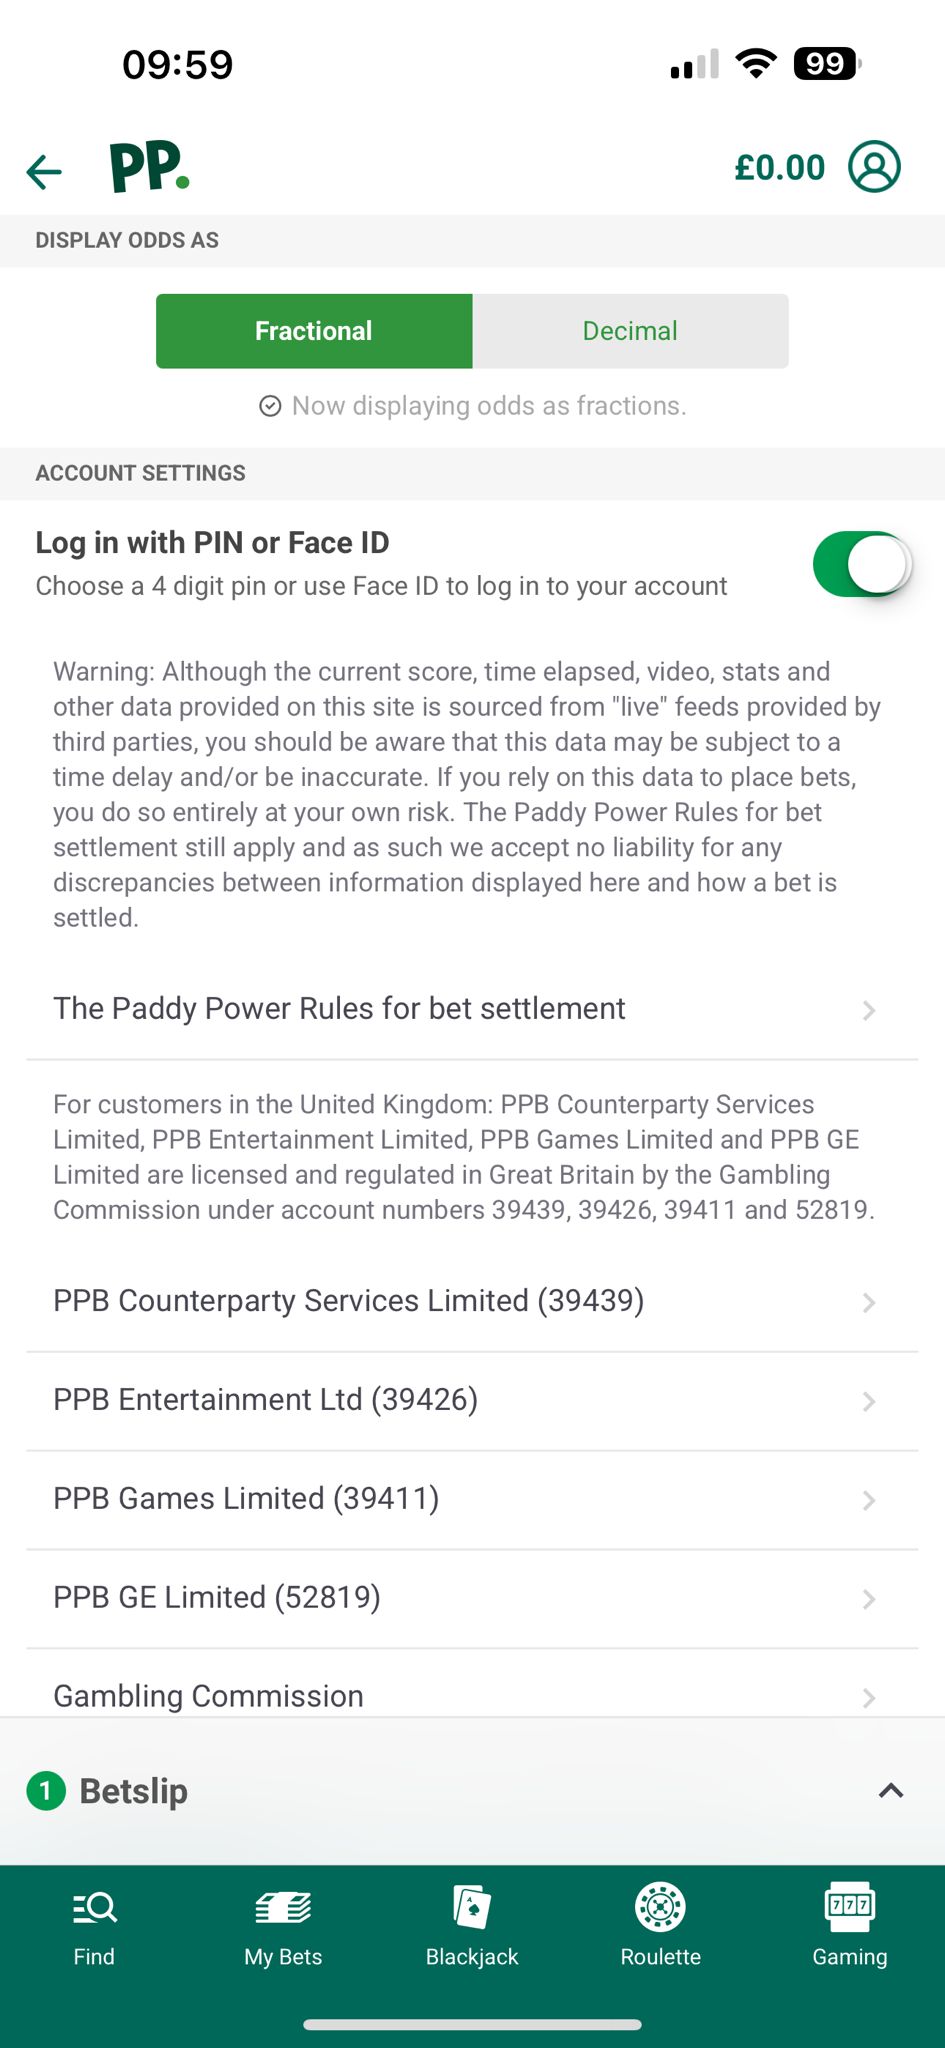 09:59
99
PP.
£0.00
DISPLAY ODDS AS
Fractional
Decimal
Now displaying odds as fractions.
ACCOUNT SETTINGS
Log in with PIN or Face ID
Choose a 4 digit pin or use Face ID to log in to your account
Warning: Although the current score, time elapsed, video, stats and
other data provided on this site is sourced from "live" feeds provided by
third parties, you should be aware that this data may be subject to a
time delay and/or be inaccurate. If you rely on this data to place bets,
you do so entirely at your own risk. The Paddy Power Rules for bet
settlement still apply and as such we accept no liability for any
discrepancies between information displayed here and how a bet is
settled.
The Paddy Power Rules for bet settlement
For customers in the United Kingdom: PPB Counterparty Services
Limited, PPB Entertainment Limited, PPB Games Limited and PPB GE
Limited are licensed and regulated in Great Britain by the Gambling
Commission under account numbers 39439, 39426, 39411 and 52819.
PPB Counterparty Services Limited (39439)
PPB Entertainment Ltd (39426)
PPB Games Limited (39411)
PPB GE Limited (52819)
Gambling Commission
1 Betslip
A
777
Find
My Bets
Blackjack
Roulette
Gaming